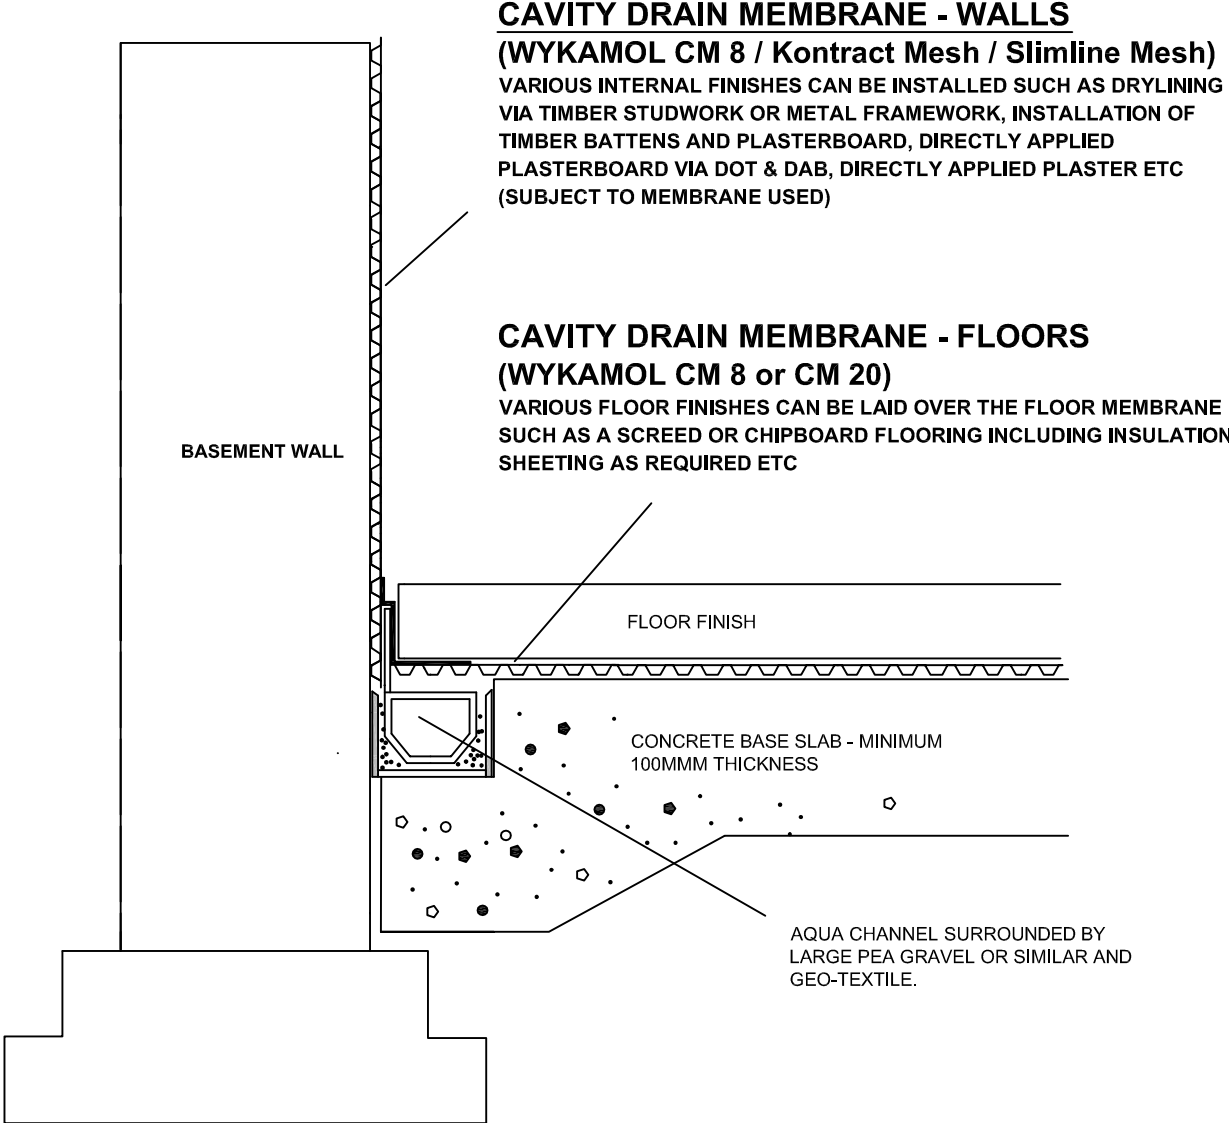 CAVITY DRAIN MEMBRANE - WALLS
(WYKAMOL CM 8 / Kontract Mesh / Slimline Mesh)
VARIOUS INTERNAL FINISHES CAN BE INSTALLED SUCH AS DRYLINING
VIA TIMBER STUDWORK OR METAL FRAMEWORK, INSTALLATION OF
TIMBER BATTENS AND PLASTERBOARD, DIRECTLY APPLIED
PLASTERBOARD VIA DOT & DAB, DIRECTLY APPLIED PLASTER ETC
(SUBJECT TO MEMBRANE USED)
CAVITY DRAIN MEMBRANE - FLOORS
(WYKAMOL CM 8 or CM 20)
VARIOUS FLOOR FINISHES CAN BE LAID OVER THE FLOOR MEMBRANE
SUCH AS A SCREED OR CHIPBOARD FLOORING INCLUDING INSULATION
SHEETING AS REQUIRED ETC
BASEMENT WALL
FLOOR FINISH
CONCRETE BASE SLAB - MINIMUM
100MMM THICKNESS
AQUA CHANNEL SURROUNDED BY
LARGE PEA GRAVEL OR SIMILAR AND
GEO-TEXTILE.